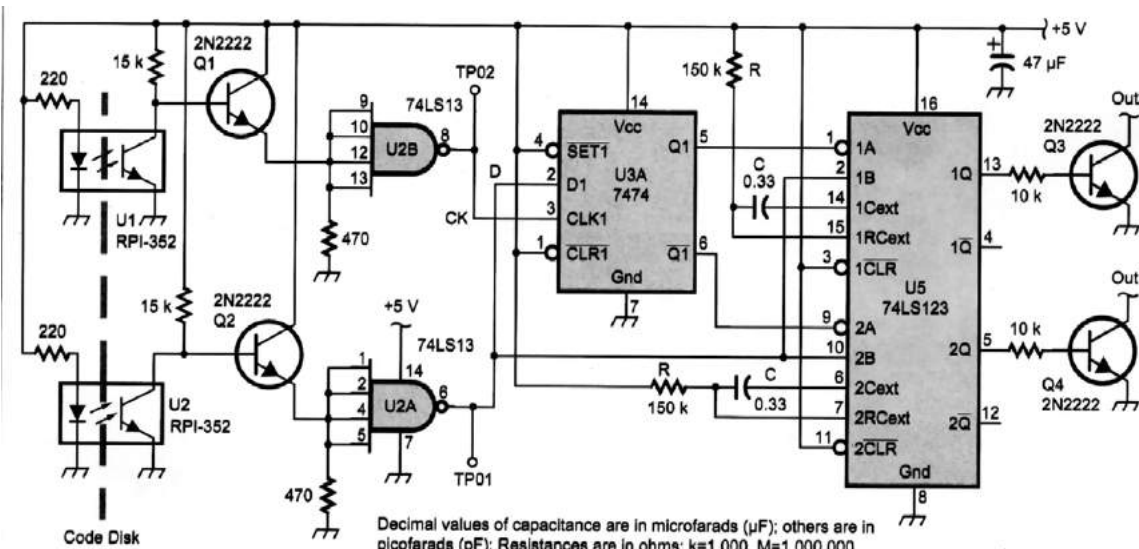 +5 V
2N2222
Q1
15 k
220
TP02
150 k R
47 µF
+
U1
RPI-352
9
10
12
13
74LS13
U2B
8
470
D
CK
14
Vcc
4 SET1
2 D1
3 CLK1
1 CLR1
U3A
7474
Q1 5
Q1 6
Gnd
7
C
0.33
16
Vcc
1 1A
2 1B
14 1Cext
15 1RCext
3 1CLR
U5
74LS123
9 2A
10 2B
6 2Cext
7 2RCext
11 2CLR
Gnd
8
1Q 13
1Q 4
2Q 5
2Q 12
10 k
2N2222
Q3
Out
10 k
Q4
2N2222
Out
15 k
220
2N2222
Q2
U2
RPI-352
+5 V
74LS13
1
2
4
5
14
U2A
6
7
470
TP01
R
150 k
C
0.33
Code Disk
Decimal values of capacitance are in microfarads (µF); others are in
picofarads (pF); Resistances are in ohms; k=1,000, M=1,000,000